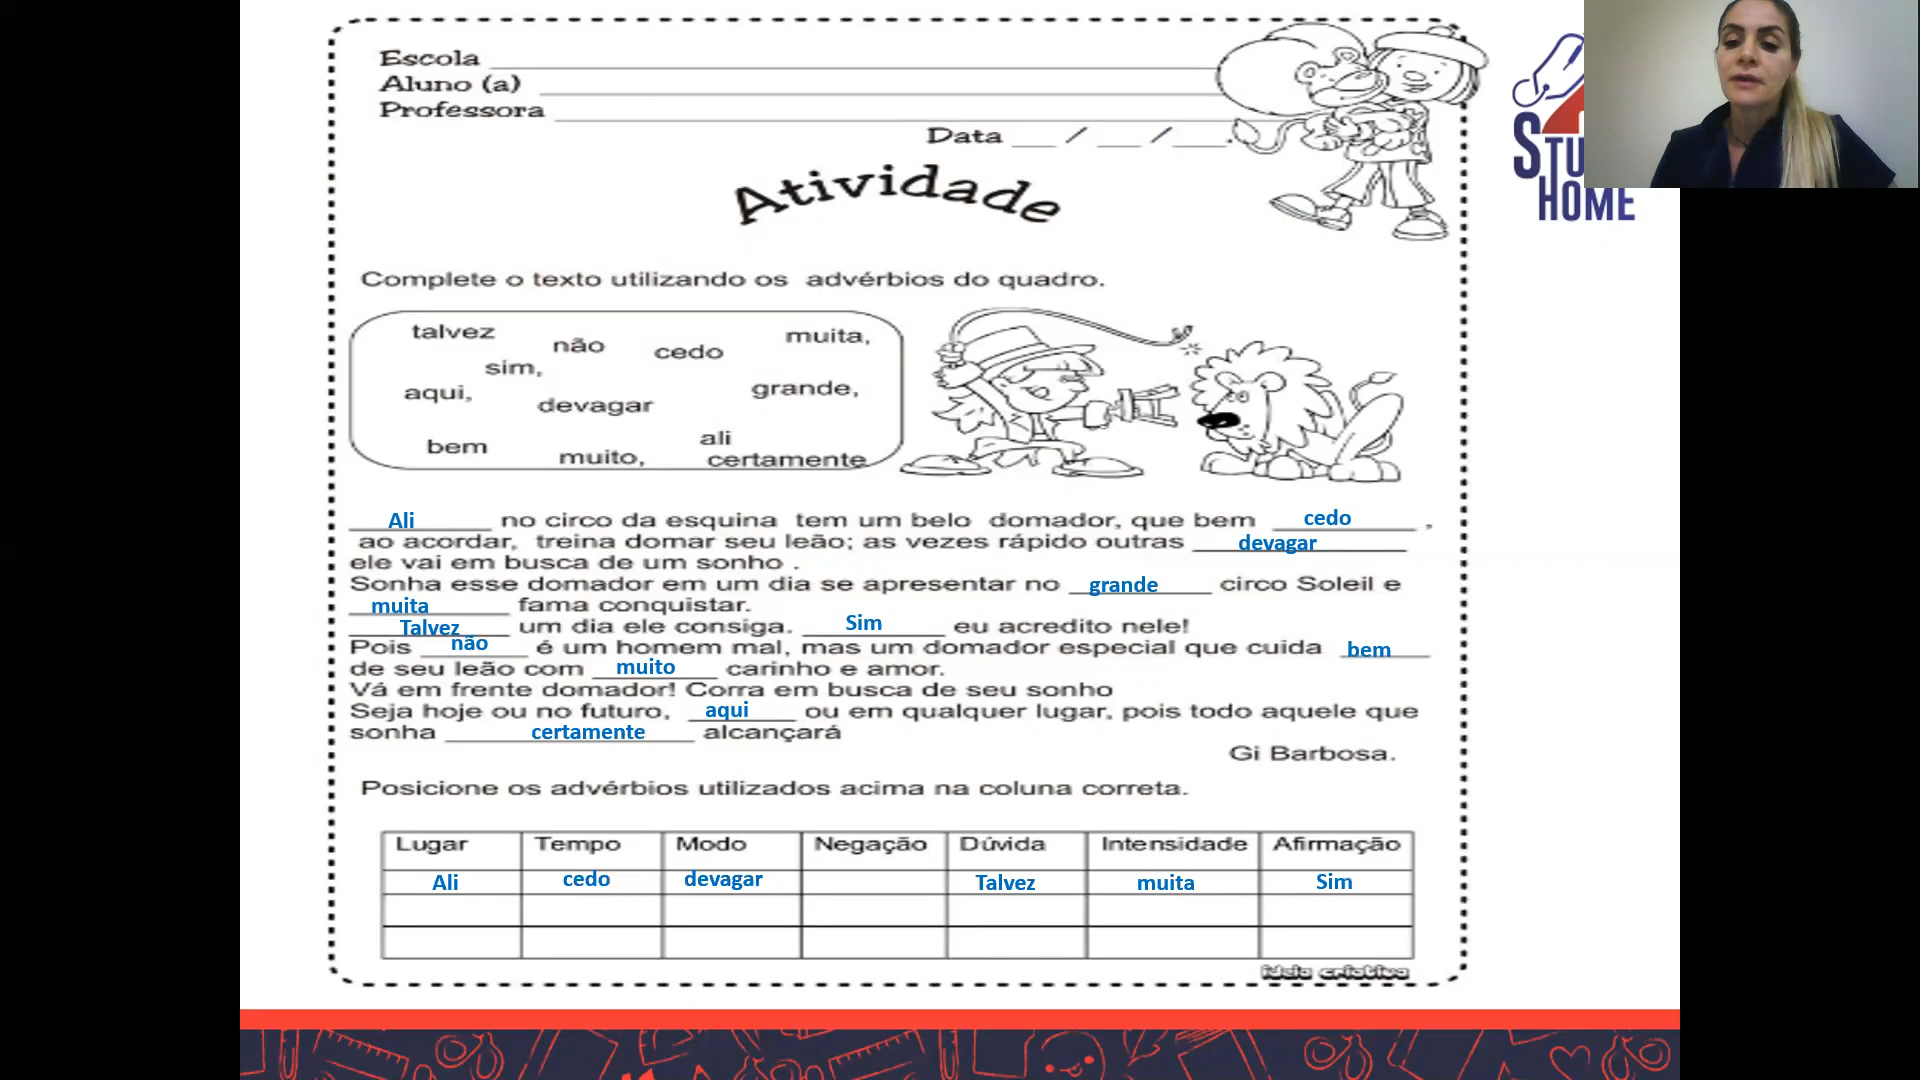 Escola
Aluno (a)
Professora
Data __ / __ / __.
STU
HOME
Atividade
Complete o texto utilizando os advérbios do quadro.
talvez não cedo muita,
sim,
aqui, devagar grande,
bem muito, ali
certamente
Ali no circo da esquina tem um belo domador, que bem cedo ,
ao acordar, treina domar seu leão; as vezes rápido outras devagar
ele vai em busca de um sonho .
Sonha esse domador em um dia se apresentar no grande circo Soleil e
muita fama conquistar.
Talvez um dia ele consiga. Sim eu acredito nele!
Pois não é um homem mal, mas um domador especial que cuida bem
de seu leão com muito carinho e amor.
Vá em frente domador! Corra em busca de seu sonho
Seja hoje ou no futuro, aqui ou em qualquer lugar, pois todo aquele que
sonha certamente alcançará
Gi Barbosa.
Posicione os advérbios utilizados acima na coluna correta.
Lugar Tempo Modo Negação Dúvida Intensidade Afirmação
Ali cedo devagar Talvez muita Sim
ideia criativa